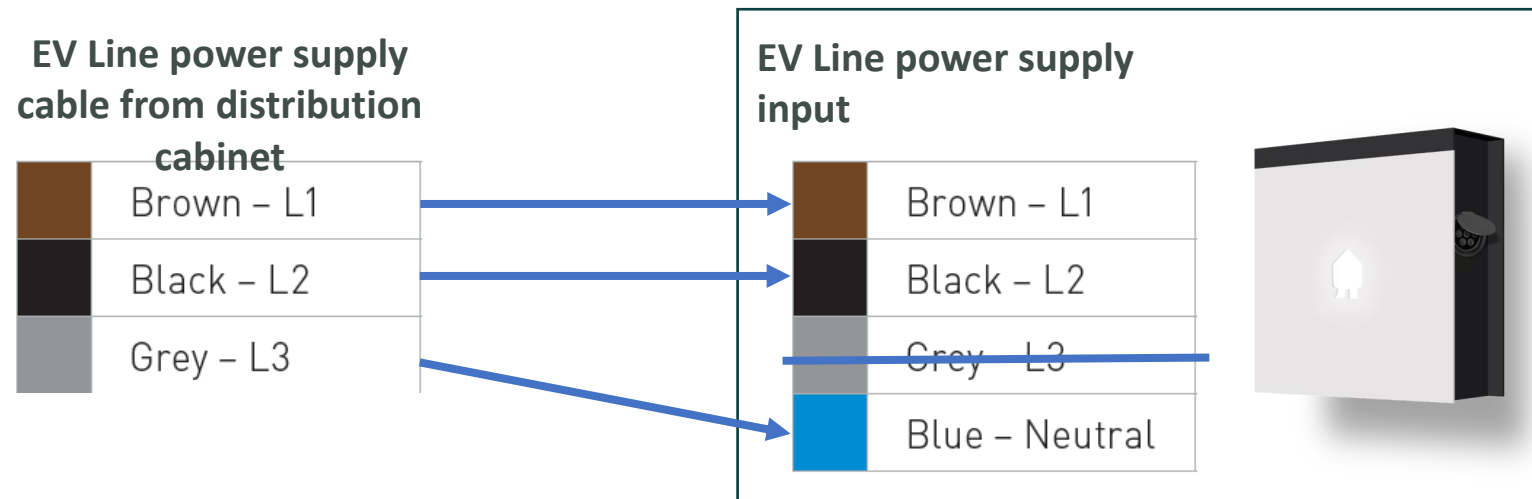 EV Line power supply
cable from distribution
cabinet
Brown – L1
Black – L2
Grey – L3
EV Line power supply
input
Brown – L1
Black – L2
Grey – L3
Blue – Neutral